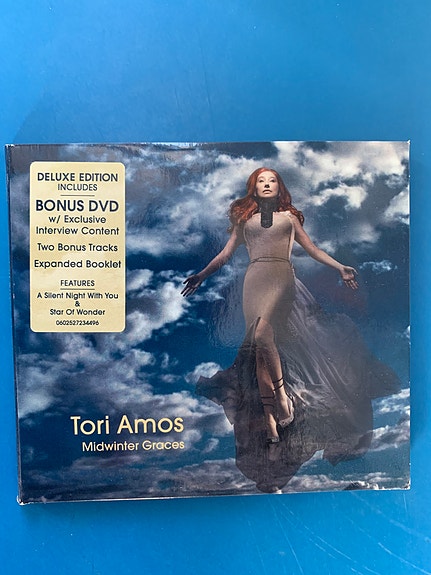 DELUXE EDITION
INCLUDES
BONUS DVD
w/ Exclusive
Interview Content
Two Bonus Tracks
Expanded Booklet
FEATURES
A Silent Night With You
&
Star Of Wonder
0602527234496
Tori Amos
Midwinter Graces